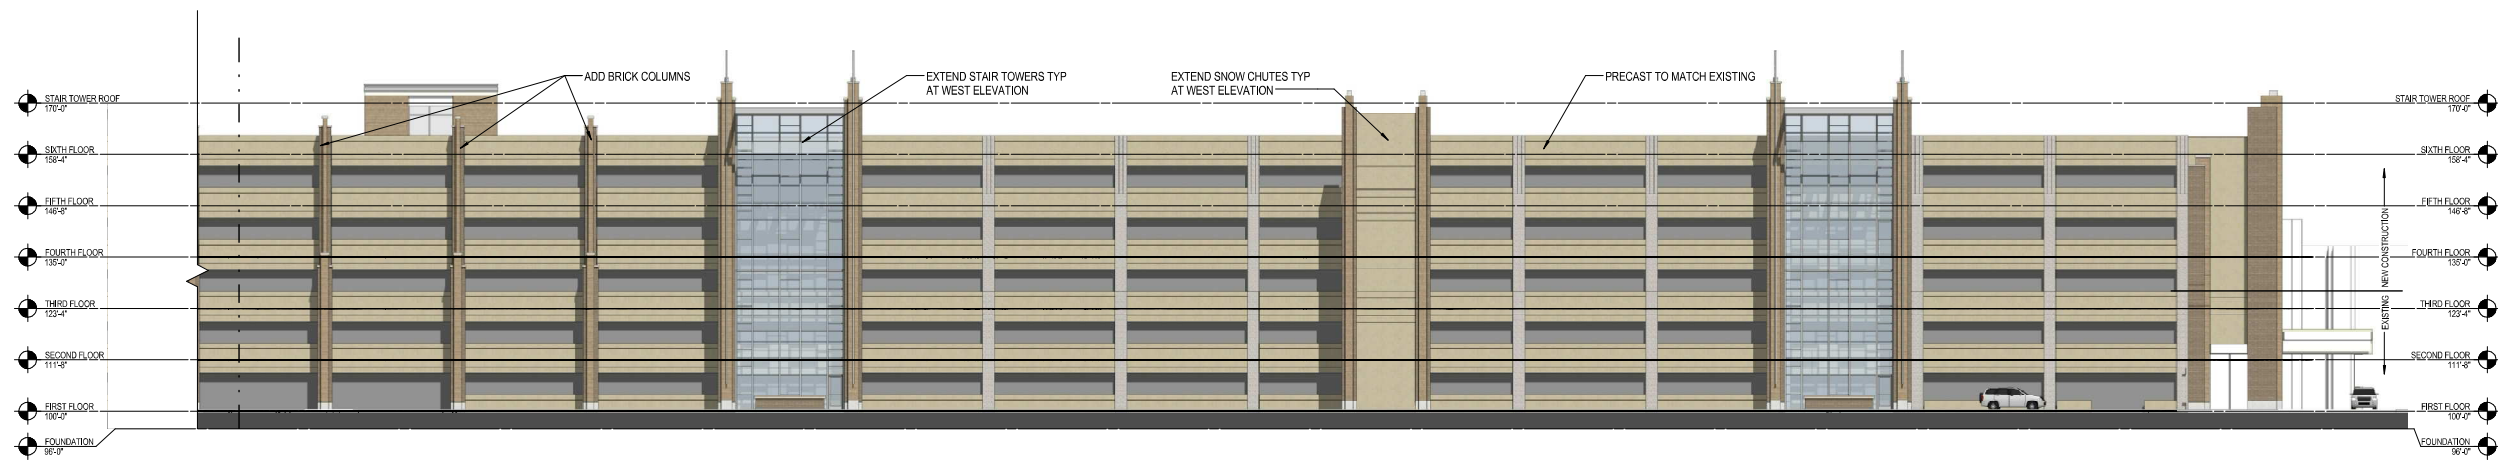 ADD BRICK COLUMNS
EXTEND STAIR TOWERS TYP
AT WEST ELEVATION
EXTEND SNOW CHUTES TYP
AT WEST ELEVATION
PRECAST TO MATCH EXISTING
STAIR TOWER ROOF
170'-0"
SIXTH FLOOR
158'-4"
FIFTH FLOOR
146'-8"
FOURTH FLOOR
135'-0"
THIRD FLOOR
123'-4"
SECOND FLOOR
111'-8"
FIRST FLOOR
100'-0"
FOUNDATION
96'-0"
STAIR TOWER ROOF
170'-0"
SIXTH FLOOR
158'-4"
FIFTH FLOOR
146'-8"
FOURTH FLOOR
135'-0"
THIRD FLOOR
123'-4"
SECOND FLOOR
111'-8"
FIRST FLOOR
100'-0"
FOUNDATION
96'-0"
NEW CONSTRUCTION
EXISTING